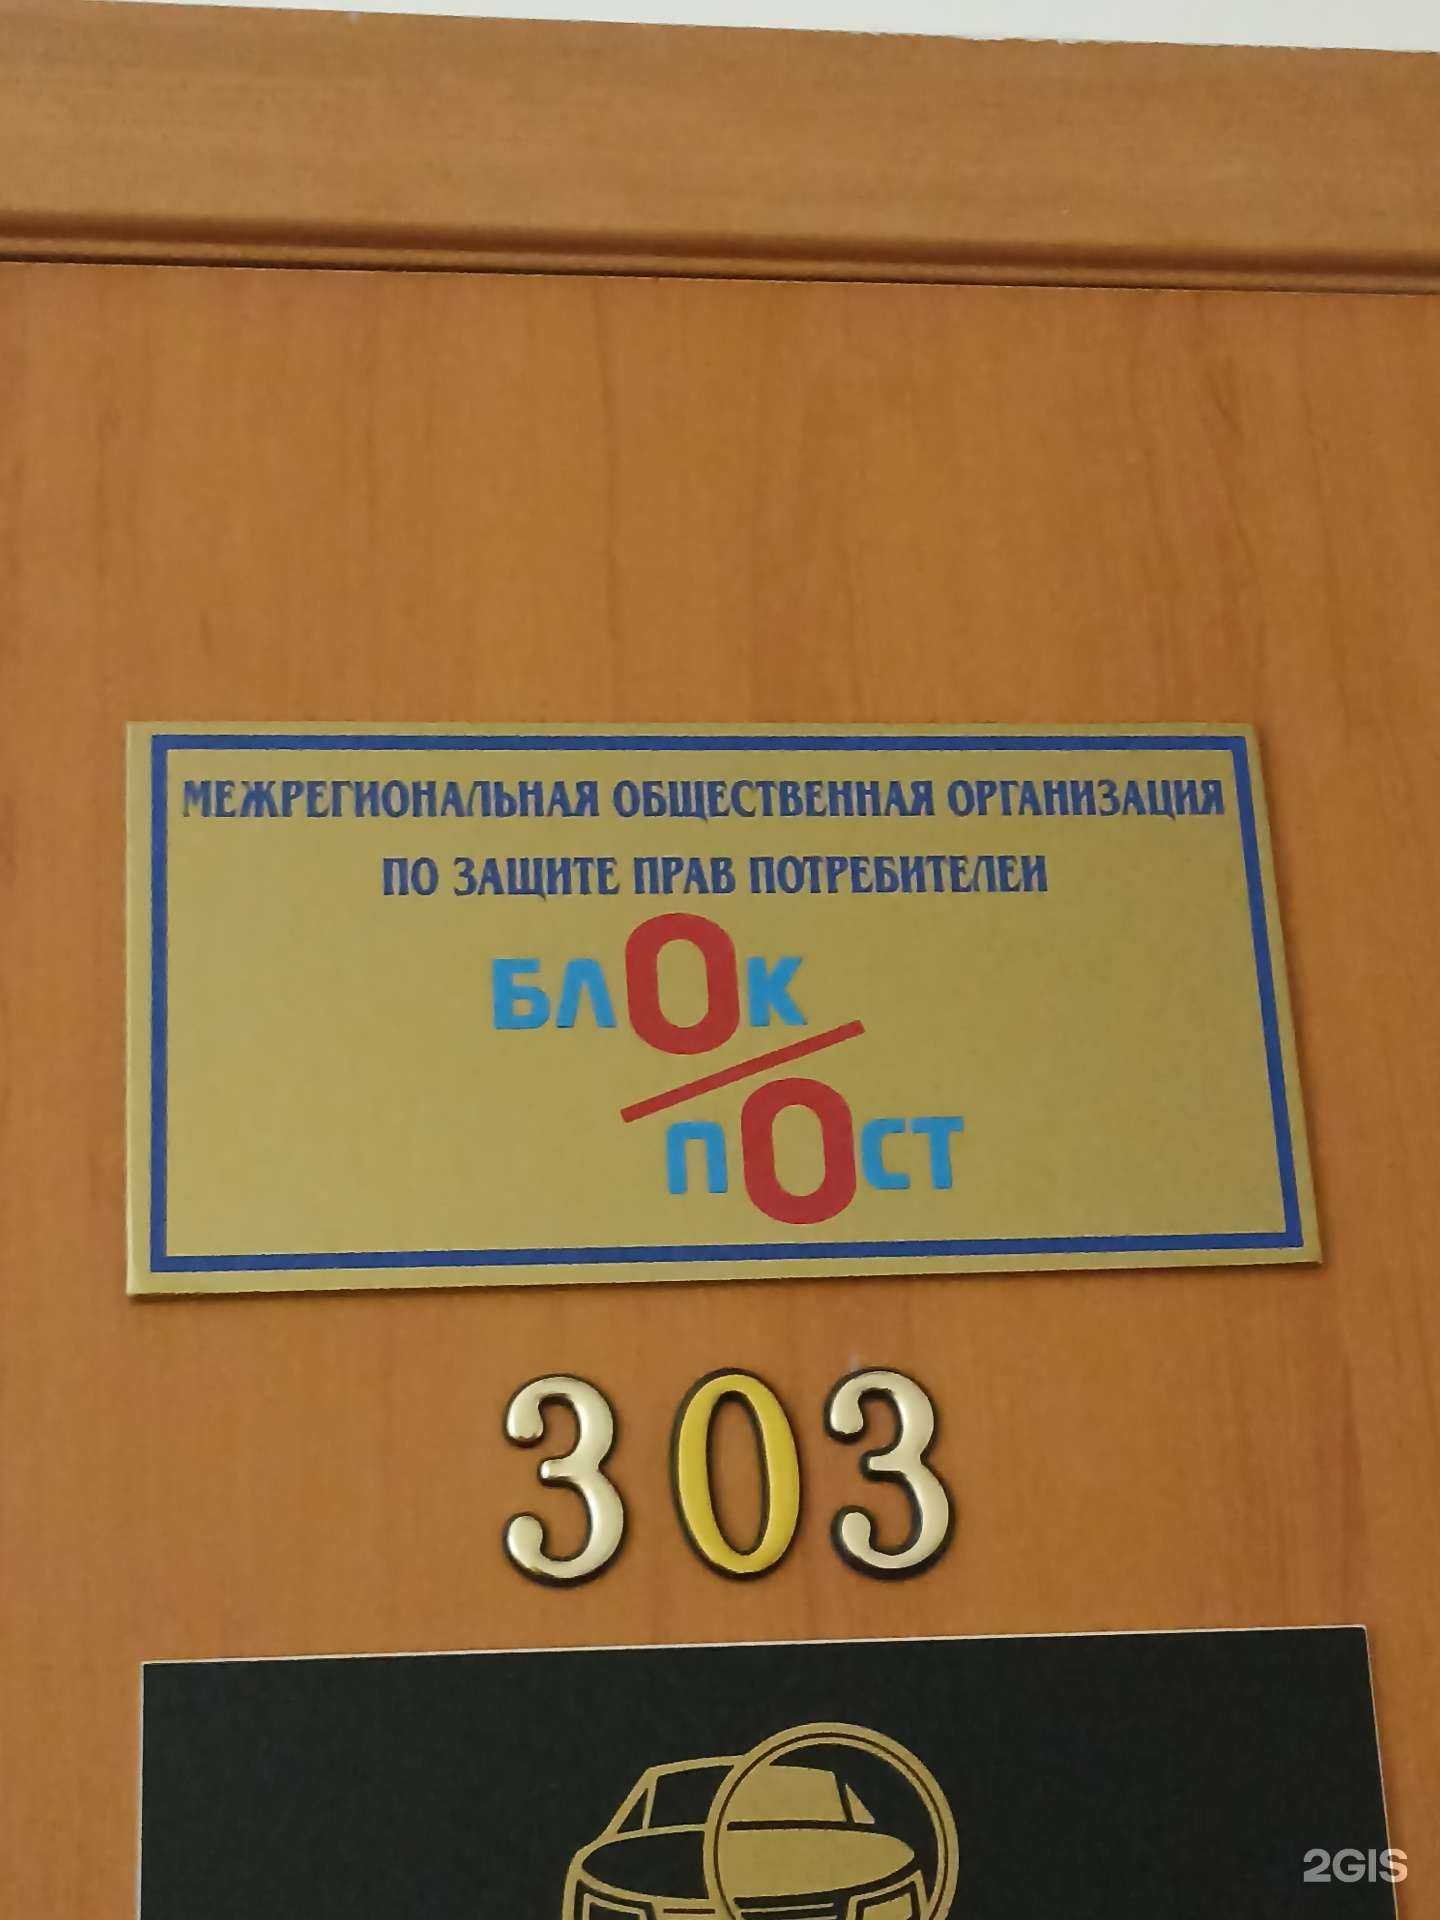 МЕЖРЕГИОНАЛЬНАЯ ОБЩЕСТВЕННАЯ ОРГАНИЗАЦИЯ
ПО ЗАЩИТЕ ПРАВ ПОТРЕБИТЕЛЕЙ
БЛОК
ПОСТ
303
2GIS